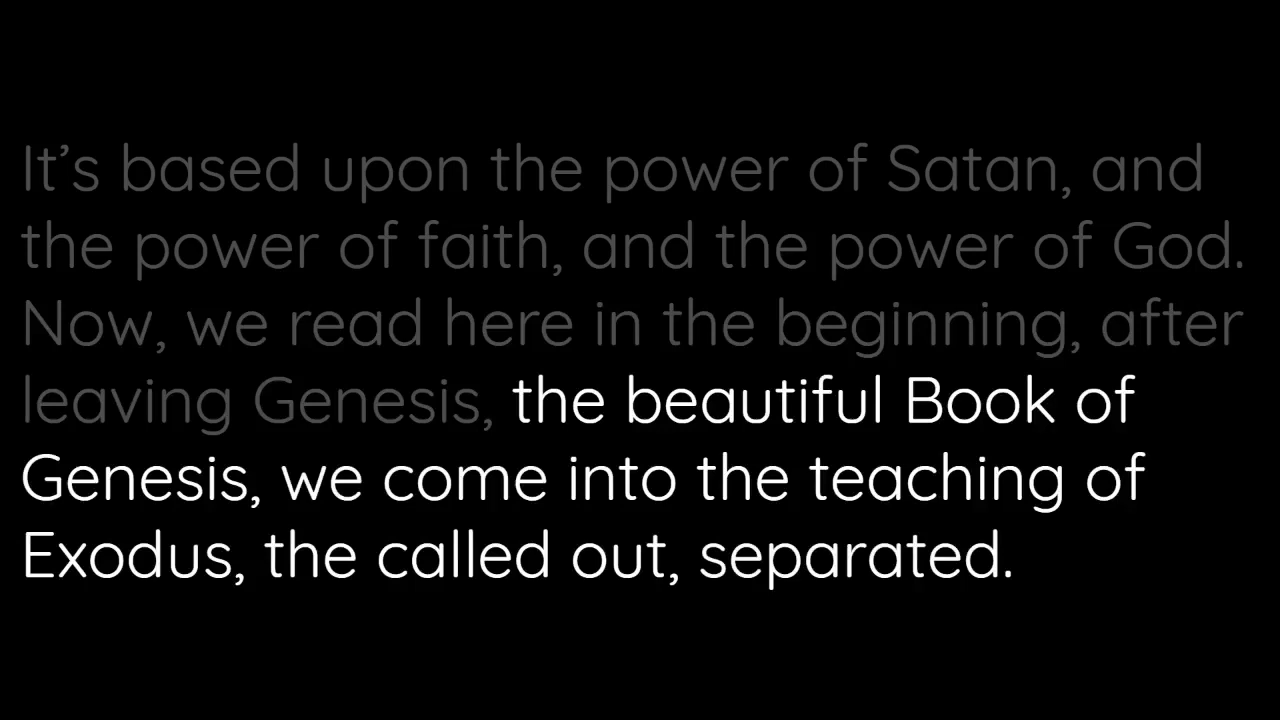 It’s based upon the power of Satan, and
the power of faith, and the power of God.
Now, we read here in the beginning, after
leaving Genesis, the beautiful Book of
Genesis, we come into the teaching of
Exodus, the called out, separated.